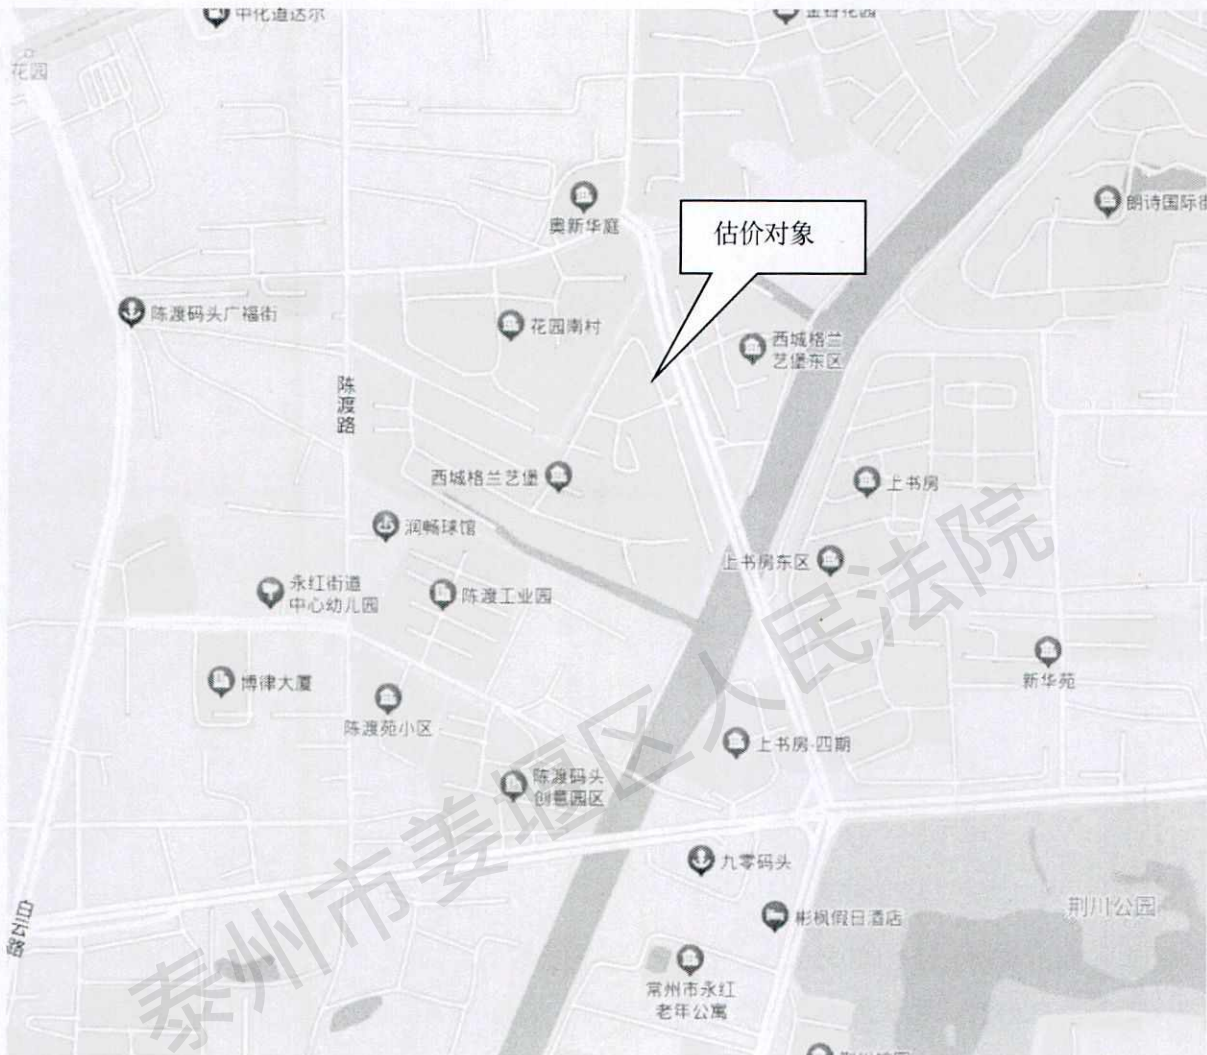 中化道达尔
金谷花园
花园
朗诗国际街
奥新华庭
估价对象
陈渡码头广福街
花园南村
西城格兰
艺堡东区
陈渡路
西城格兰艺堡
上书房
润畅球馆
上书房东区
永红街道
中心幼儿园
陈渡工业园
新华苑
博律大厦
陈渡苑小区
上书房-四期
陈渡码头
创意园区
九零码头
荆川公园
彬枫假日酒店
白云路
常州市永红
老年公寓
泰州市姜堰区人民法院